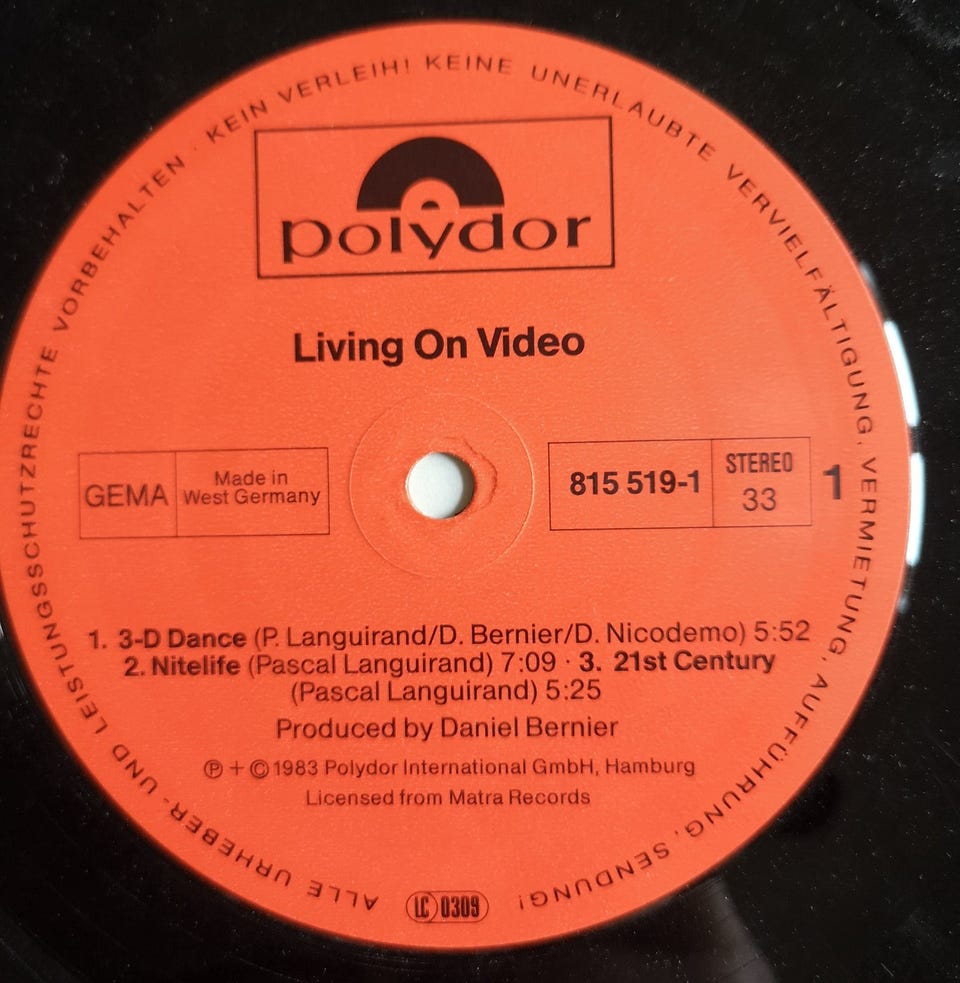 ALLE URHEBER- UND LEISTUNGSSCHUTZRECHTE VORBEHALTEN · KEIN VERLEIH! KEINE UNERLAUBTE VERVIELFÄLTIGUNG, VERMIETUNG, AUFFÜHRUNG, SENDUNG!
polydor
Living On Video
GEMA
Made in
West Germany
815 519-1
STEREO
33
1
1. 3-D Dance (P. Languirand/D. Bernier/D. Nicodemo) 5:52
2. Nitelife (Pascal Languirand) 7:09 · 3. 21st Century
(Pascal Languirand) 5:25
Produced by Daniel Bernier
℗ + © 1983 Polydor International GmbH, Hamburg
Licensed from Matra Records
LC 0309